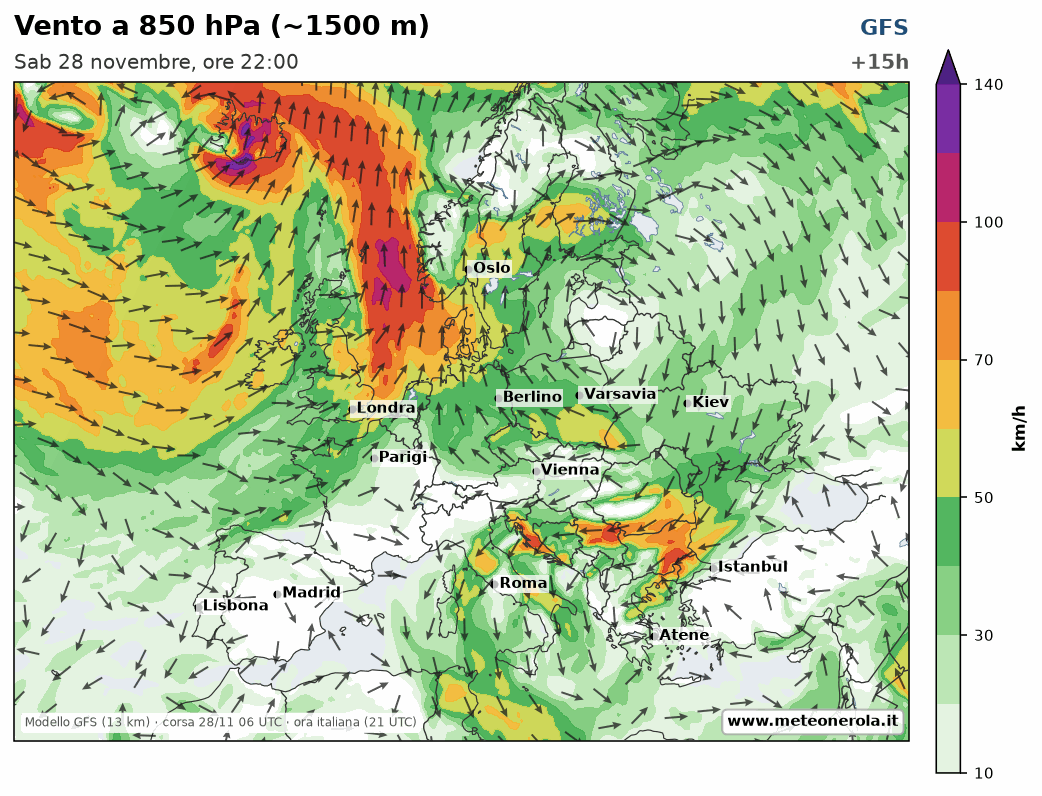 Vento a 850 hPa (~1500 m)
GFS
Sab 28 novembre, ore 22:00
+15h
140
100
70
50
30
10
km/h
Oslo
Londra
Berlino
Varsavia
Kiev
Parigi
Vienna
Istanbul
Roma
Madrid
Lisbona
Atene
Modello GFS (13 km) · corsa 28/11 06 UTC · ora italiana (21 UTC)
www.meteonerola.it